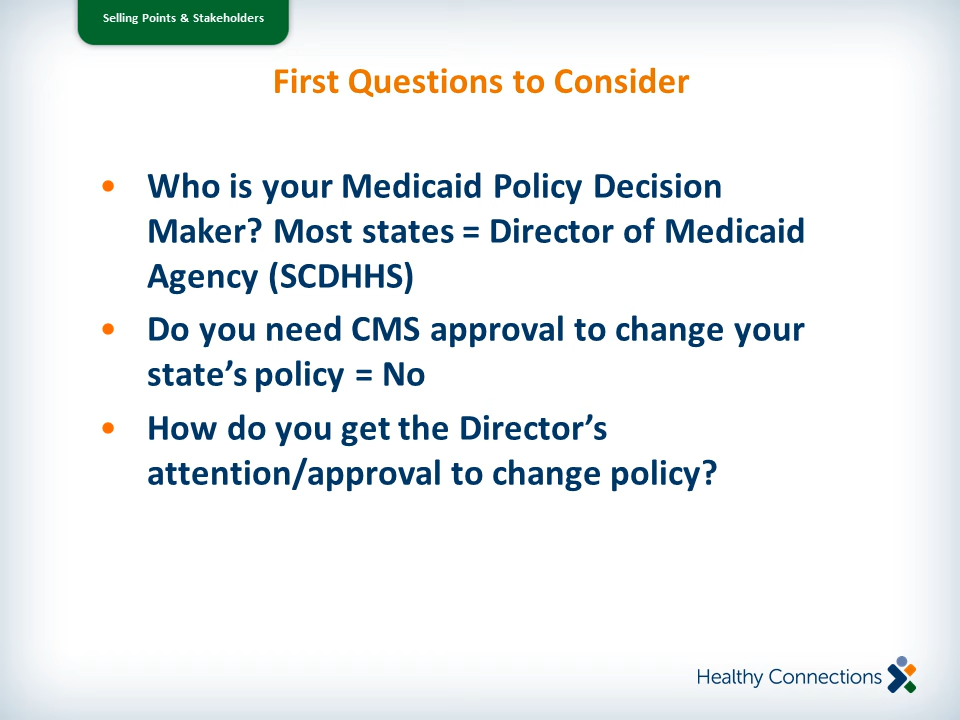 Selling Points & Stakeholders
First Questions to Consider
• Who is your Medicaid Policy Decision
Maker? Most states = Director of Medicaid
Agency (SCDHHS)
• Do you need CMS approval to change your
state’s policy = No
• How do you get the Director’s
attention/approval to change policy?
Healthy Connections